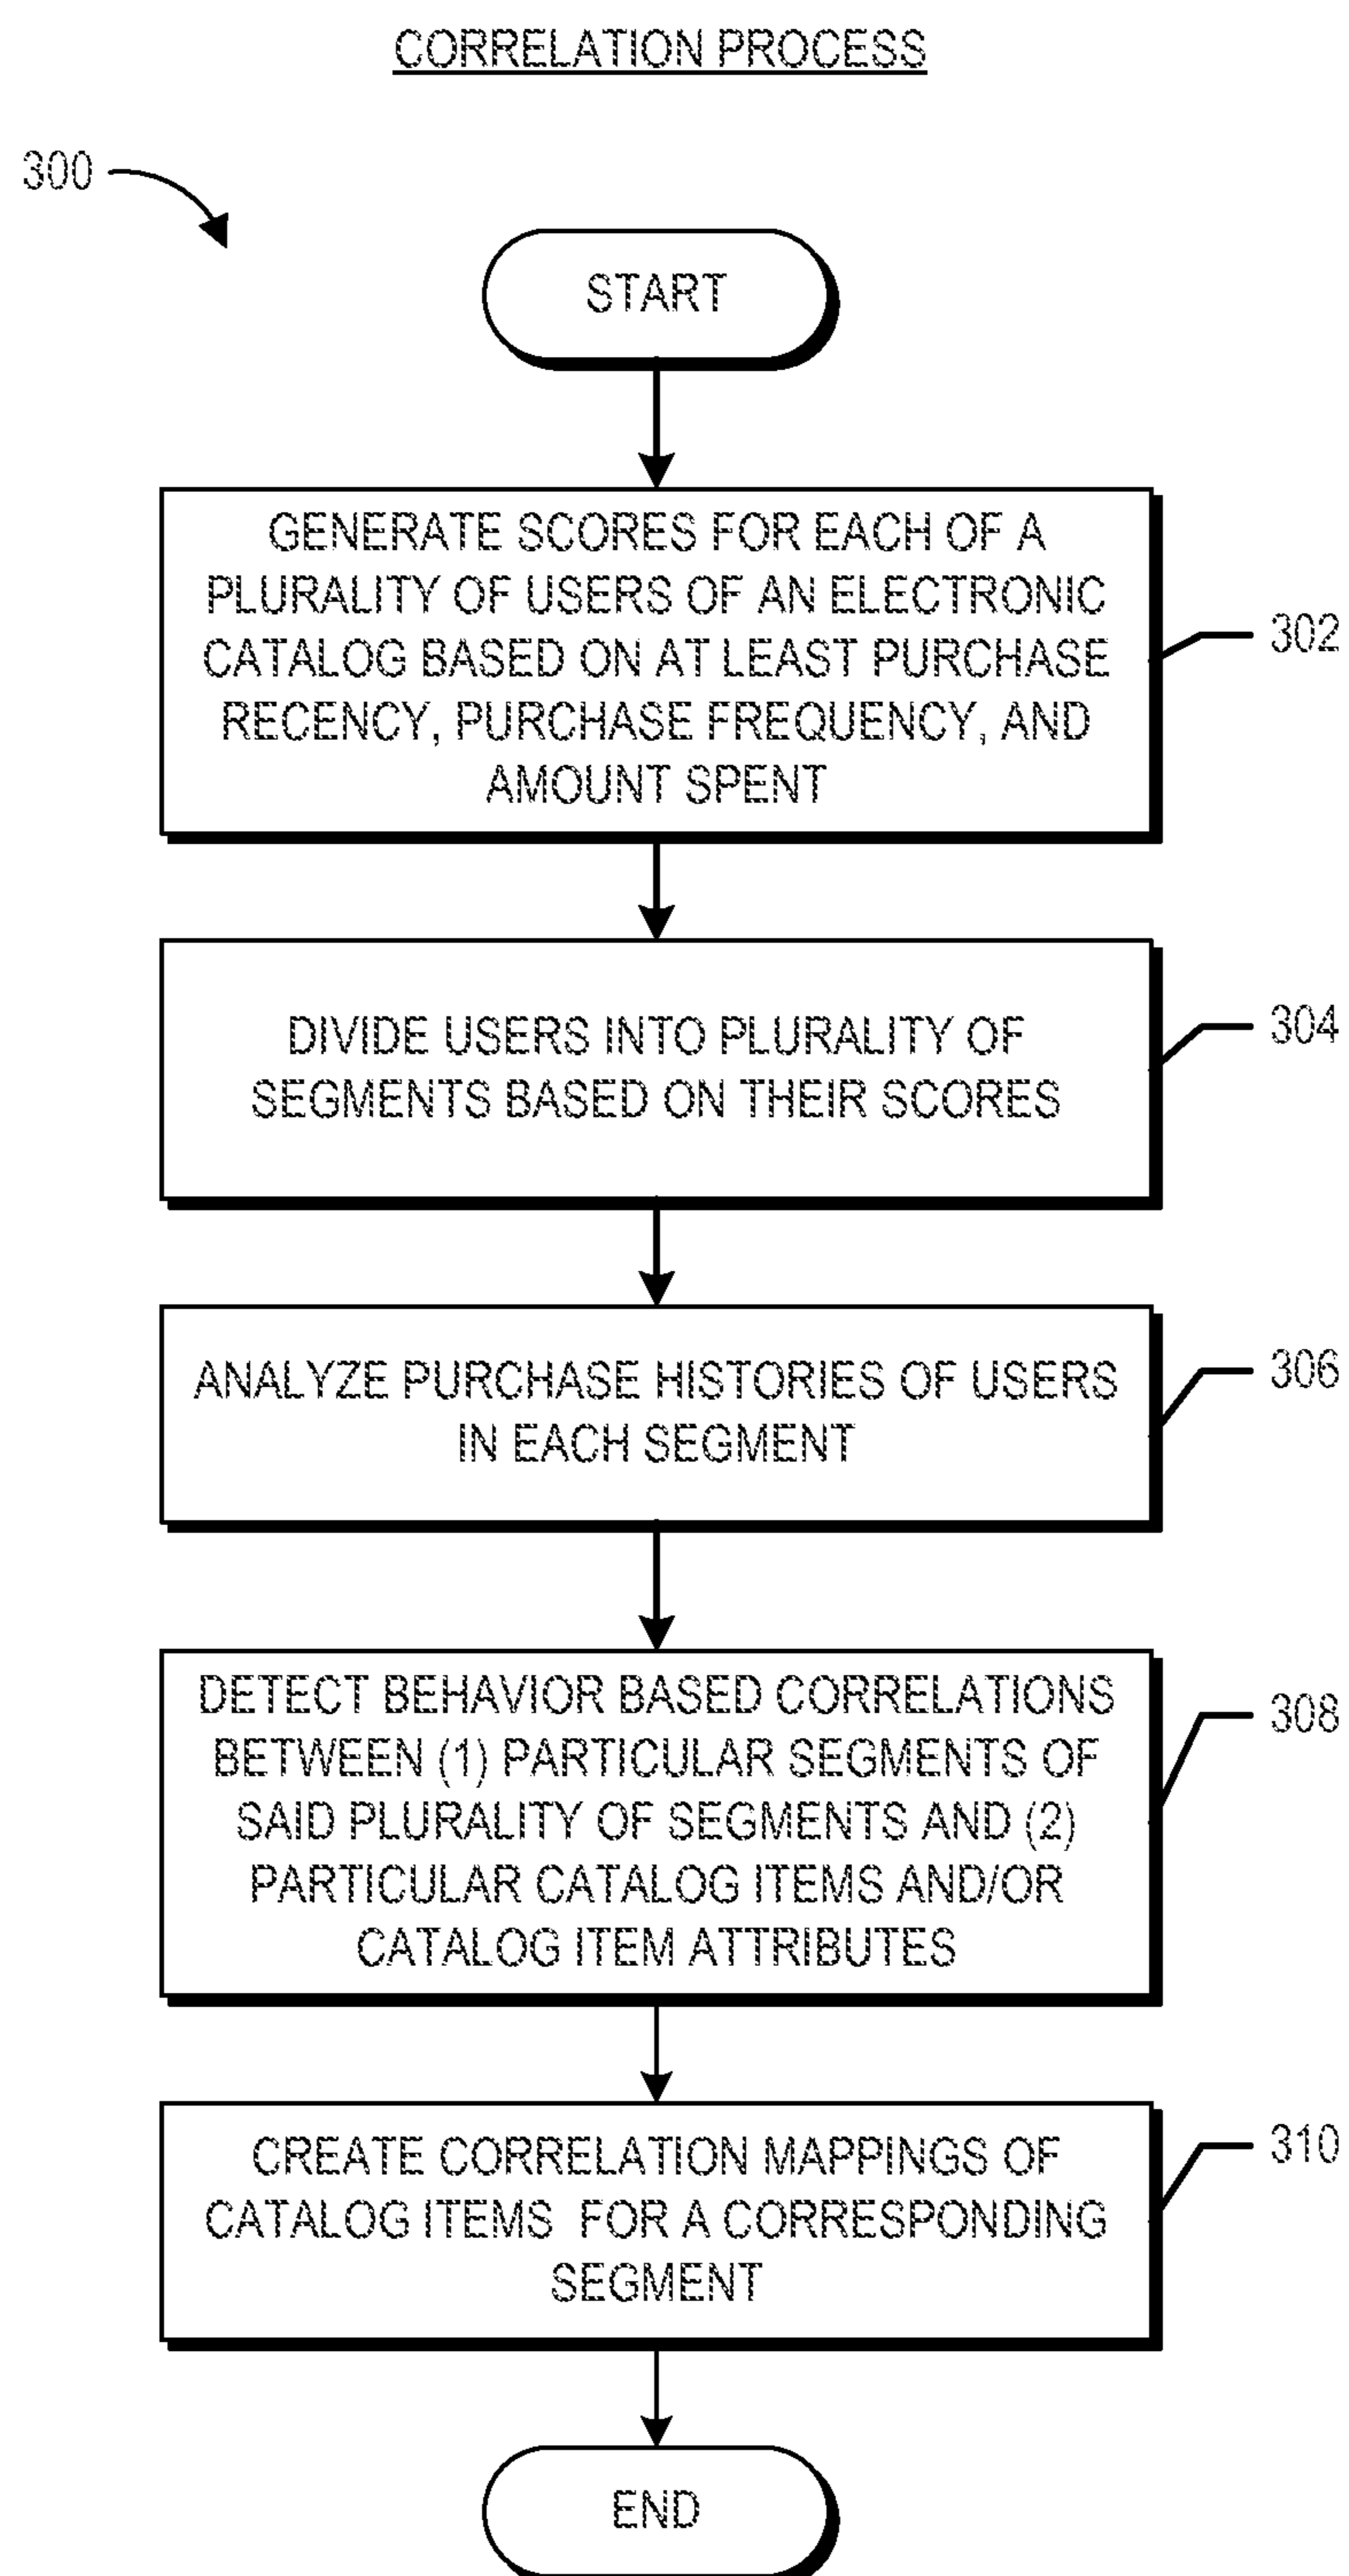 CORRELATION PROCESS
300
START
GENERATE SCORES FOR EACH OF A
PLURALITY OF USERS OF AN ELECTRONIC
CATALOG BASED ON AT LEAST PURCHASE
RECENCY, PURCHASE FREQUENCY, AND
AMOUNT SPENT
302
DIVIDE USERS INTO PLURALITY OF
SEGMENTS BASED ON THEIR SCORES
304
ANALYZE PURCHASE HISTORIES OF USERS
IN EACH SEGMENT
306
DETECT BEHAVIOR BASED CORRELATIONS
BETWEEN (1) PARTICULAR SEGMENTS OF
SAID PLURALITY OF SEGMENTS AND (2)
PARTICULAR CATALOG ITEMS AND/OR
CATALOG ITEM ATTRIBUTES
308
CREATE CORRELATION MAPPINGS OF
CATALOG ITEMS FOR A CORRESPONDING
SEGMENT
310
END